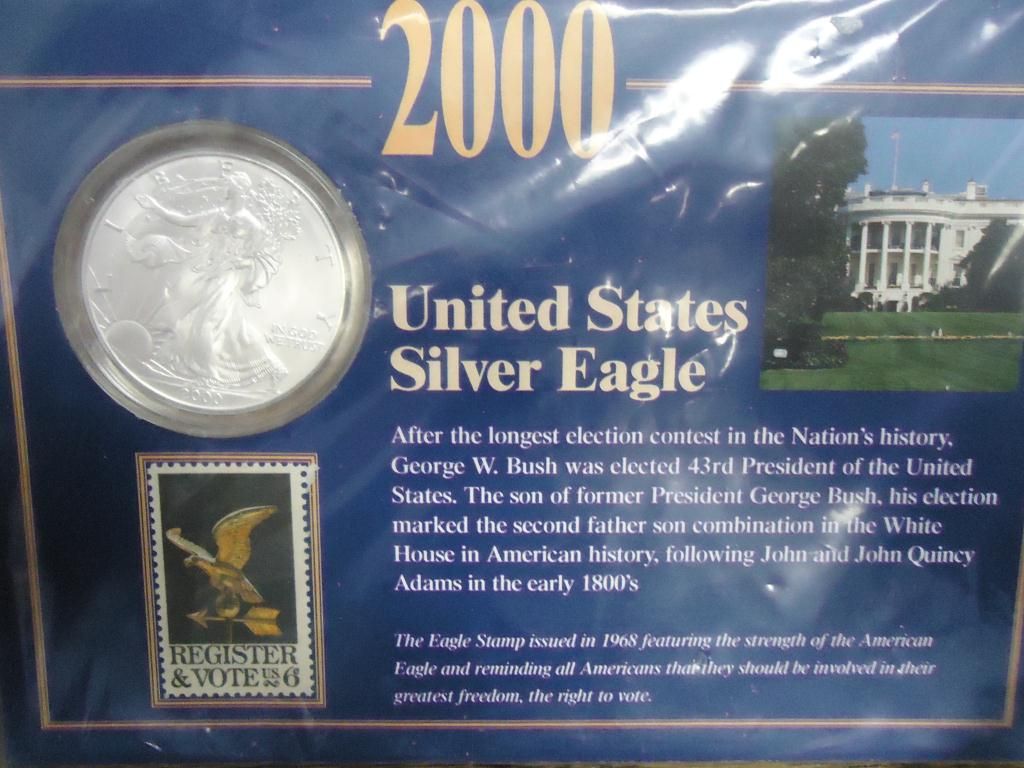 2000
LIBERTY
IN GOD
WE TRUST
2000
United States
Silver Eagle
After the longest election contest in the Nation's history,
George W. Bush was elected 43rd President of the United
States. The son of former President George Bush, his election
marked the second father son combination in the White
House in American history, following John and John Quincy
Adams in the early 1800's
REGISTER
& VOTE US 6
The Eagle Stamp issued in 1968 featuring the strength of the American
Eagle and reminding all Americans that they should be involved in their
greatest freedom, the right to vote.